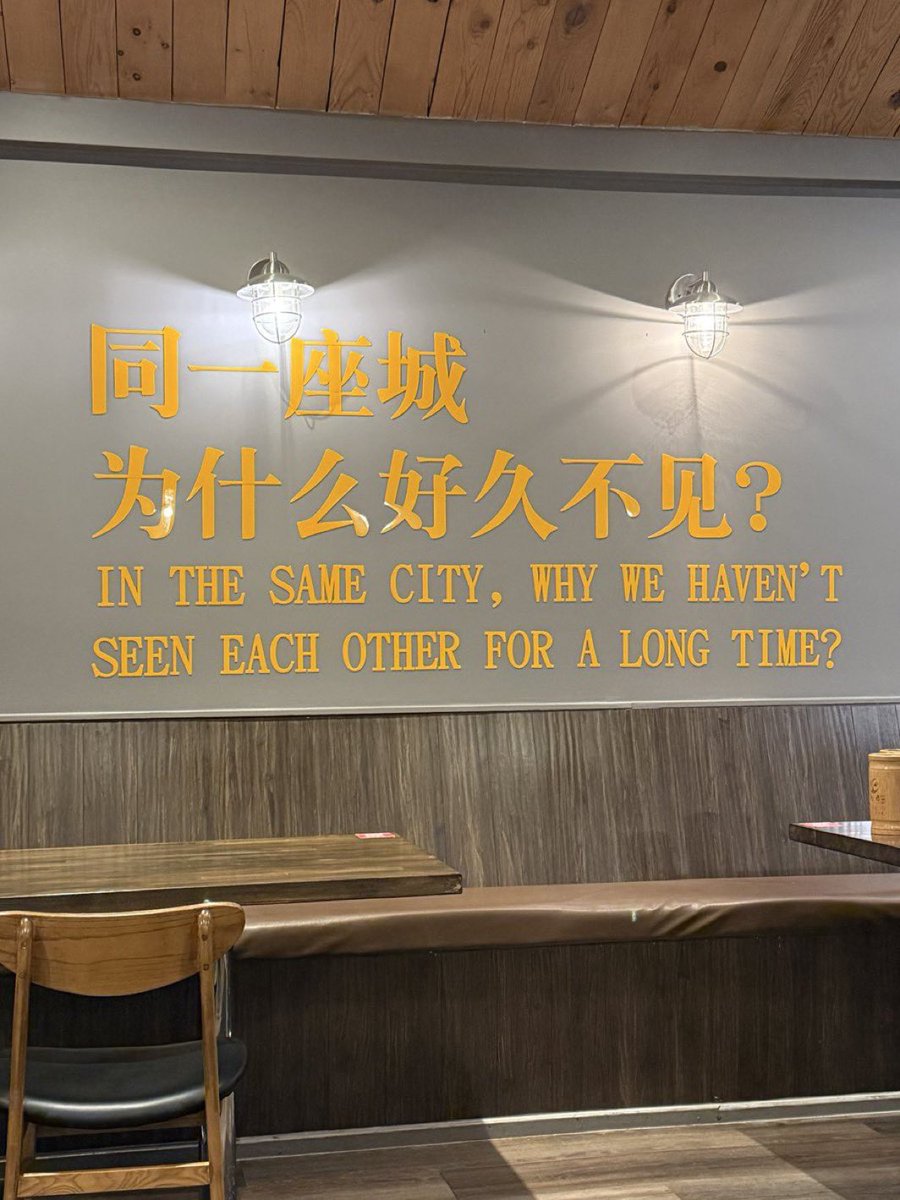 同一座城
为什么好久不见?
IN THE SAME CITY, WHY WE HAVEN'T
SEEN EACH OTHER FOR A LONG TIME?